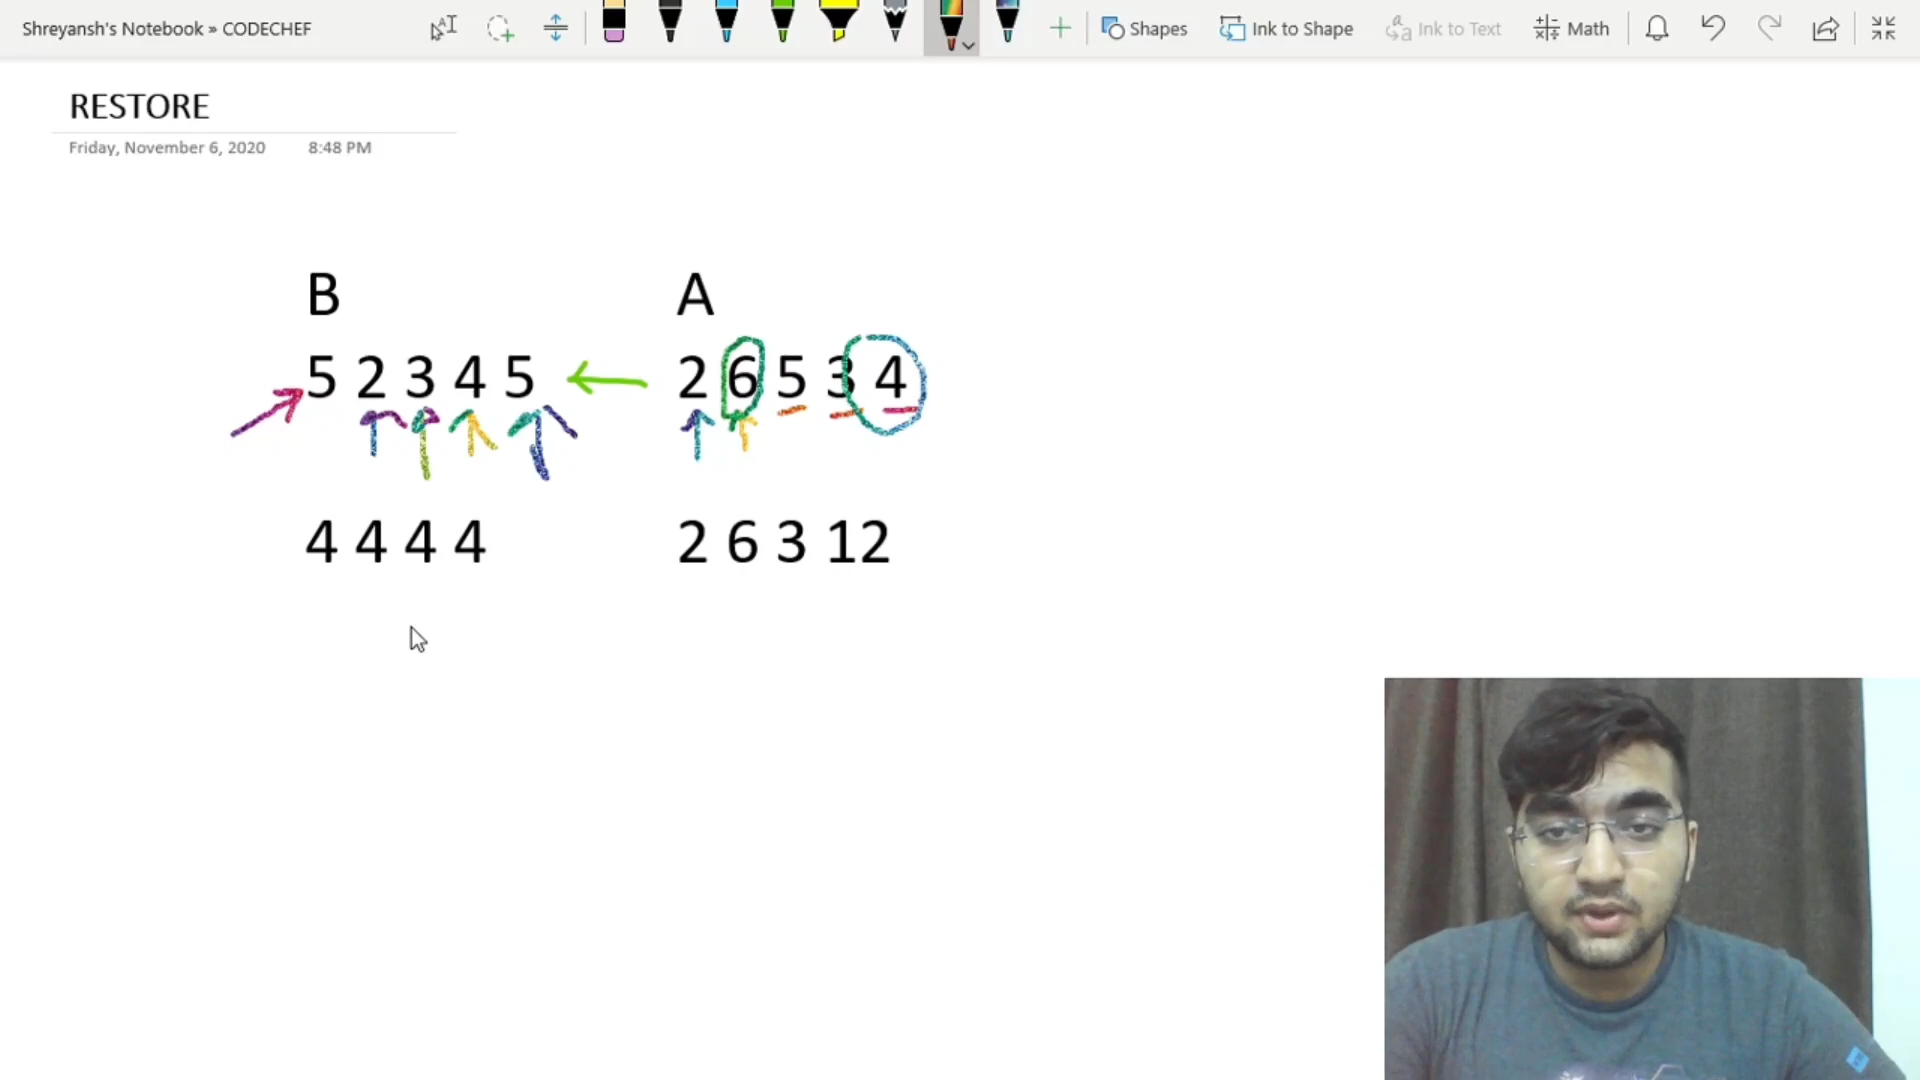 Shreyansh's Notebook » CODECHEF
Shapes
Ink to Shape
Ink to Text
Math
RESTORE
Friday, November 6, 2020 8:48 PM
B A
5 2 3 4 5 2 6 5 3 4
4 4 4 4 2 6 3 12